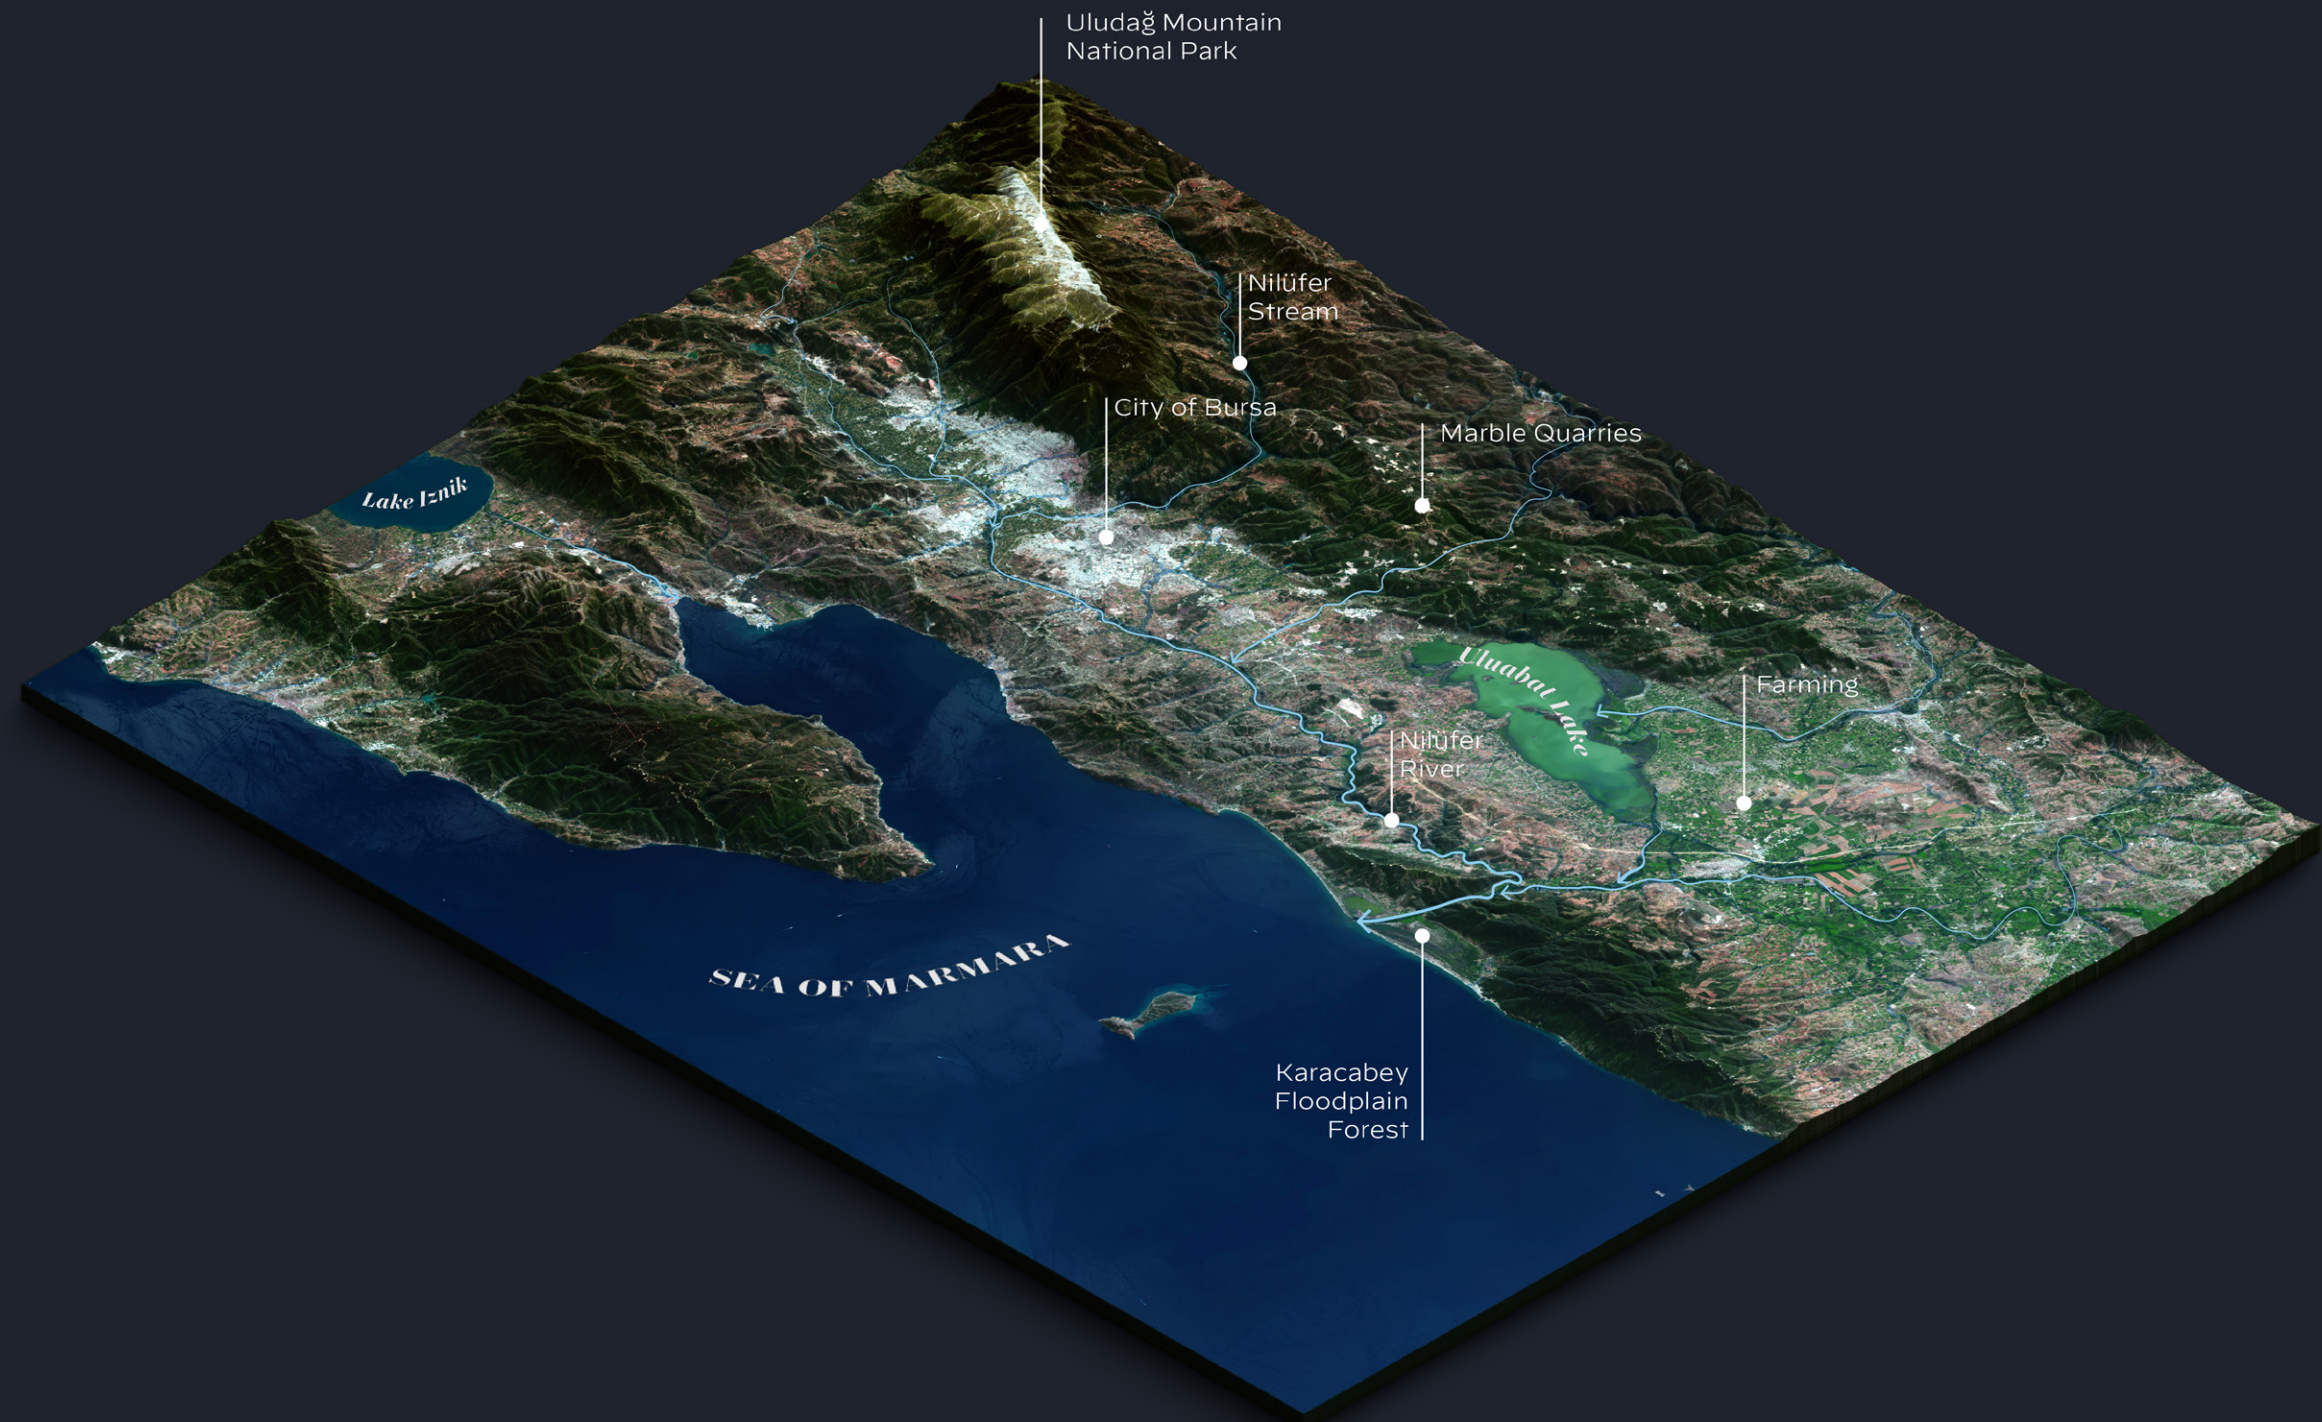 Uludağ Mountain
National Park
Nilüfer
Stream
City of Bursa
Marble Quarries
Lake Iznik
Uluabat Lake
Farming
Nilüfer
River
SEA OF MARMARA
Karacabey
Floodplain
Forest